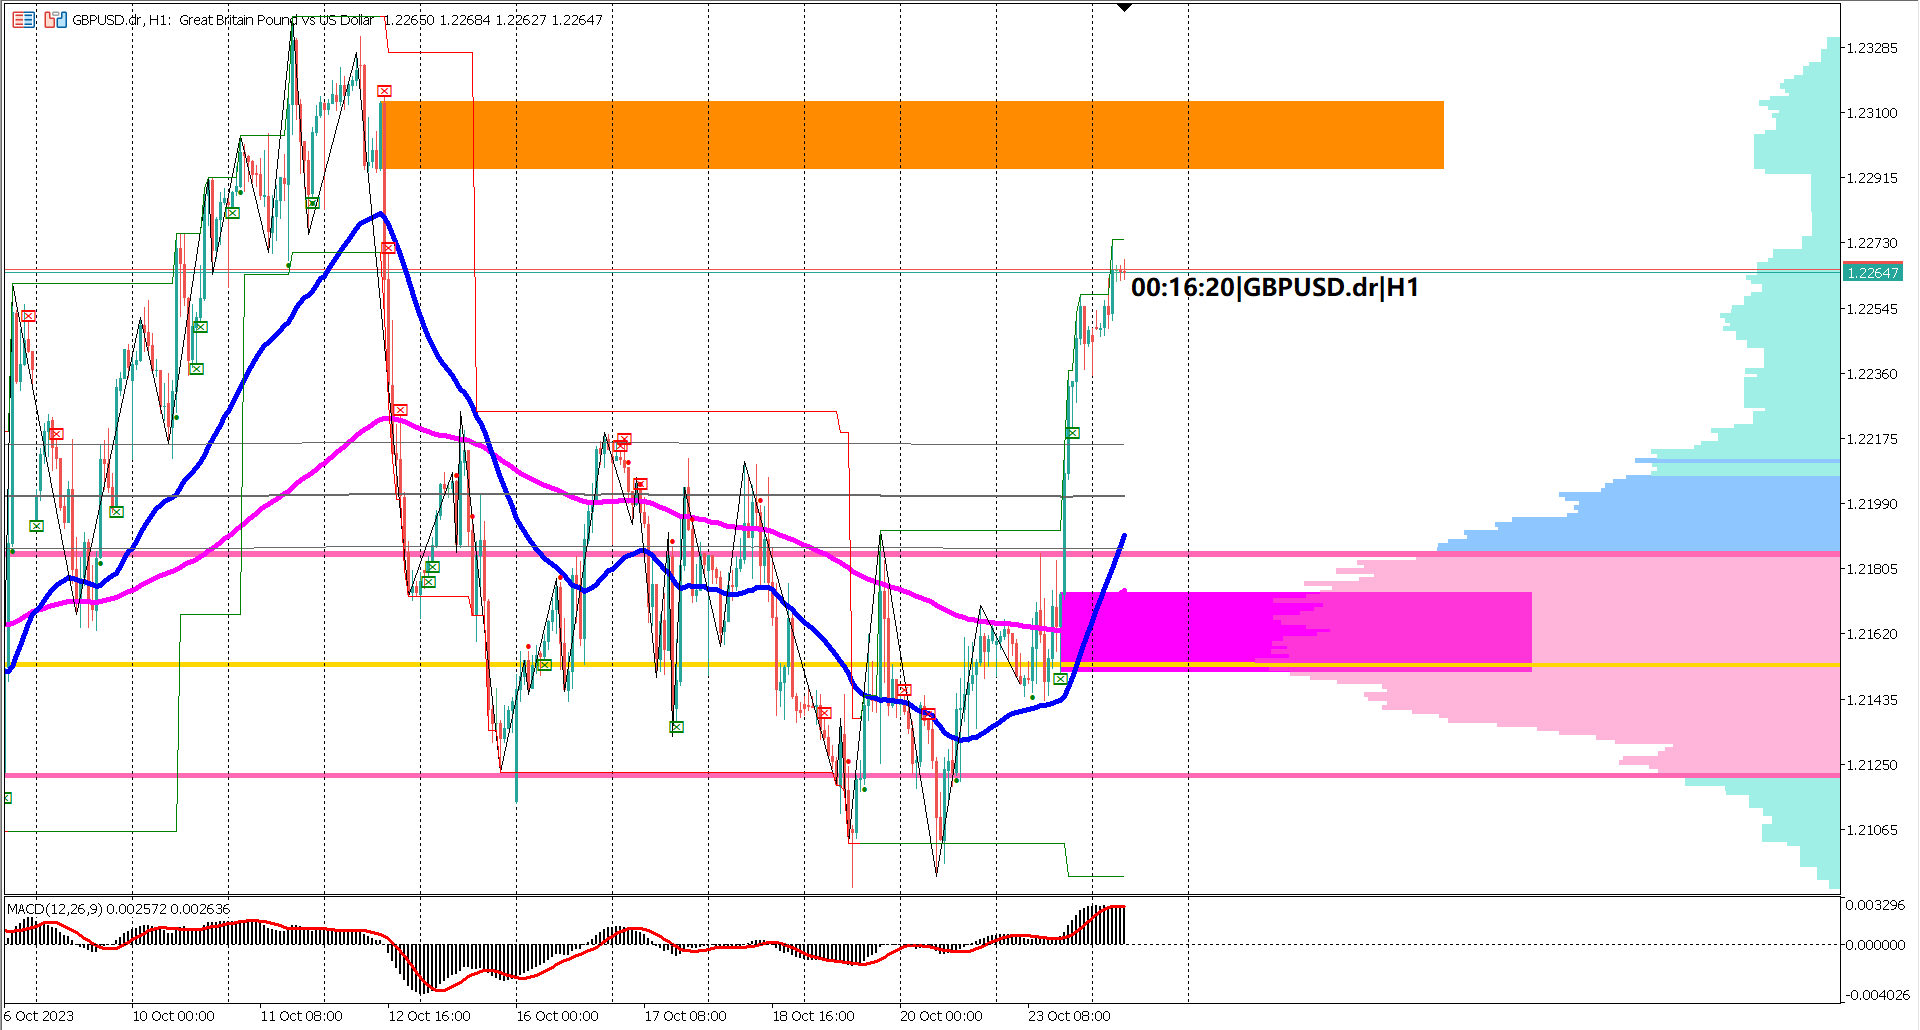 GBPUSD.dr, H1: Great Britain Pound vs US Dollar 1.22650 1.22684 1.22627 1.22647
1.23285
1.23100
1.22915
1.22730
1.22647
00:16:20|GBPUSD.dr|H1
1.22545
1.22360
1.22175
1.21990
1.21805
1.21620
1.21435
1.21250
1.21065
MACD(12,26,9) 0.002572 0.002636
0.003296
0.000000
-0.004026
6 Oct 2023
10 Oct 00:00
11 Oct 08:00
12 Oct 16:00
16 Oct 00:00
17 Oct 08:00
18 Oct 16:00
20 Oct 00:00
23 Oct 08:00